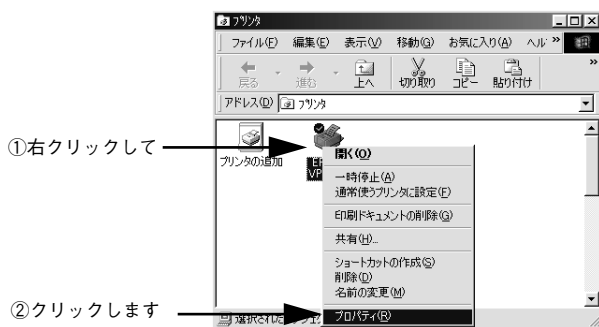 プリンタ
ファイル(F) 編集(E) 表示(V) 移動(G) お気に入り(A) ヘル »
戻る 進む 上へ 切り取り コピー 貼り付け »
アドレス(D) プリンタ
①右クリックして
プリンタの追加
開く(O)
一時停止(A)
通常使うプリンタに設定(F)
印刷ドキュメントの削除(G)
共有(H)...
ショートカットの作成(S)
削除(D)
名前の変更(M)
②クリックします
プロパティ(R)
選択された